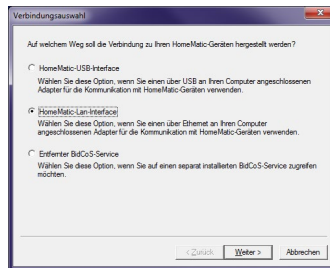 Verbindungsauswahl
Auf welchem Weg soll die Verbindung zu Ihren HomeMatic-Geräten hergestellt werden?
HomeMatic-USB-Interface
Wählen Sie diese Option, wenn Sie einen über USB an Ihren Computer angeschlossenen
Adapter für die Kommunikation mit HomeMatic-Geräten verwenden.
HomeMatic-Lan-Interface
Wählen Sie diese Option, wenn Sie einen über Ethernet an Ihren Computer
angeschlossenen Adapter für die Kommunikation mit HomeMatic-Geräten verwenden.
Entfernter BidCoS-Service
Wählen Sie diese Option, wenn Sie auf einen separat installierten BidCoS-Service zugreifen
möchten.
< Zurück Weiter > Abbrechen